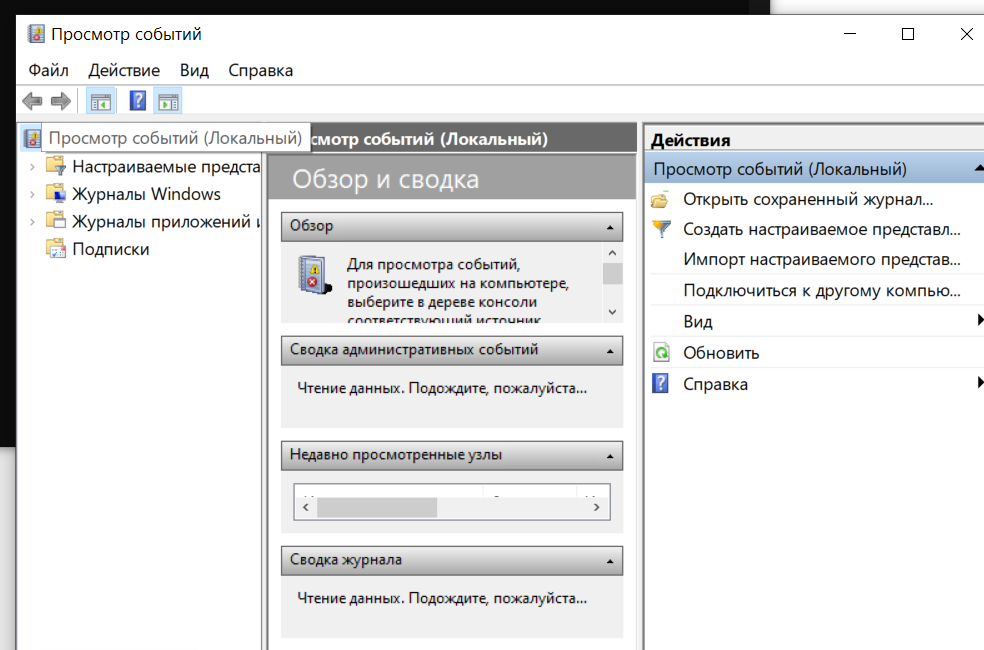 Просмотр событий
Файл Действие Вид Справка
Просмотр событий (Локальный)
Настраиваемые предста
Журналы Windows
Журналы приложений и
Подписки
смотр событий (Локальный)
Обзор и сводка
Обзор
Для просмотра событий,
произошедших на компьютере,
выберите в дереве консоли
соответствующий источник
Сводка административных событий
Чтение данных. Подождите, пожалуйста...
Недавно просмотренные узлы
Сводка журнала
Чтение данных. Подождите, пожалуйста...
Действия
Просмотр событий (Локальный)
Открыть сохраненный журнал...
Создать настраиваемое представл...
Импорт настраиваемого представ...
Подключиться к другому компью...
Вид
Обновить
Справка